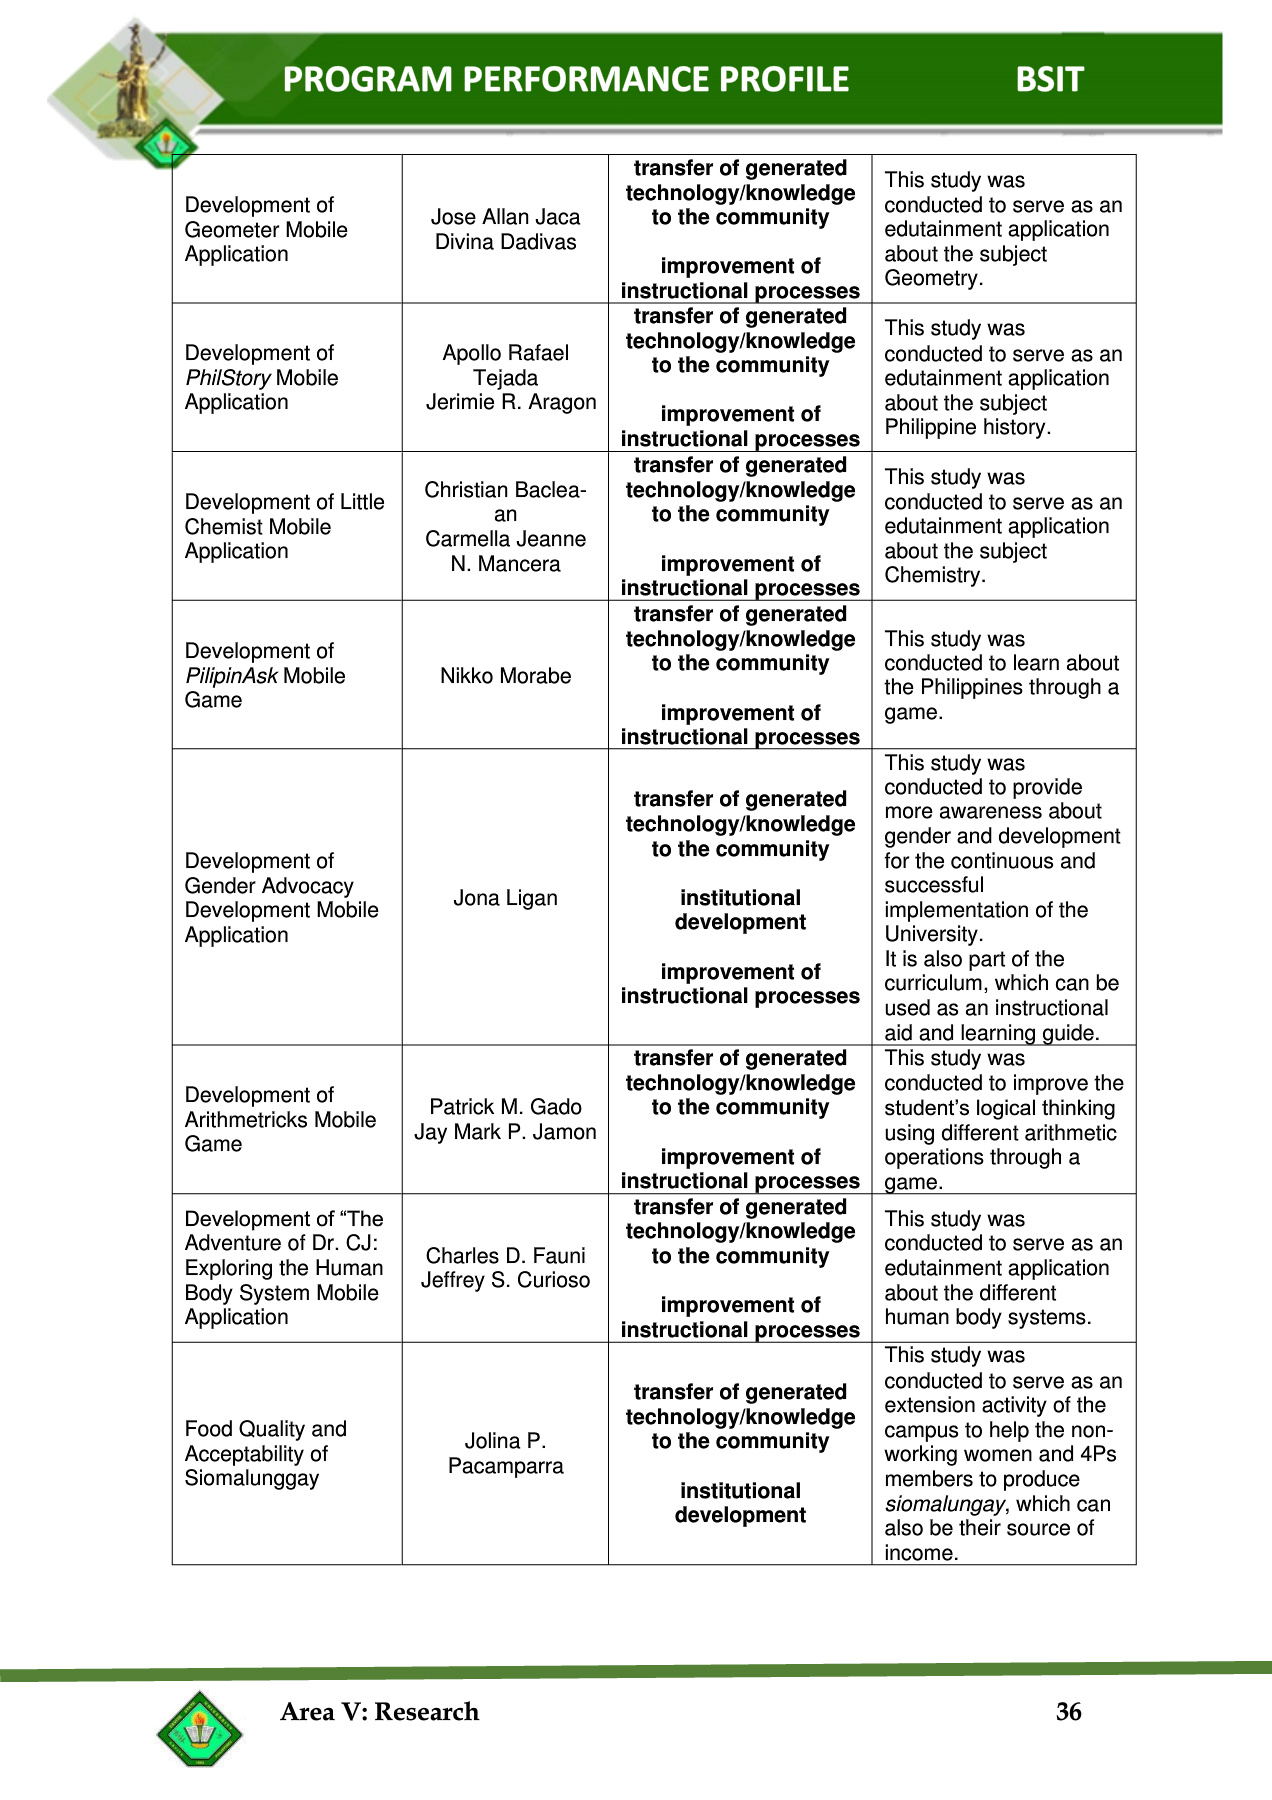 PROGRAM PERFORMANCE PROFILE BSIT
Development of
Geometer Mobile
Application
Jose Allan Jaca
Divina Dadivas
transfer of generated
technology/knowledge
to the community
improvement of
instructional processes
This study was
conducted to serve as an
edutainment application
about the subject
Geometry.
Development of
PhilStory Mobile
Application
Apollo Rafael
Tejada
Jerimie R. Aragon
transfer of generated
technology/knowledge
to the community
improvement of
instructional processes
This study was
conducted to serve as an
edutainment application
about the subject
Philippine history.
Development of Little
Chemist Mobile
Application
Christian Baclea-
an
Carmella Jeanne
N. Mancera
transfer of generated
technology/knowledge
to the community
improvement of
instructional processes
This study was
conducted to serve as an
edutainment application
about the subject
Chemistry.
Development of
PilipinAsk Mobile
Game
Nikko Morabe
transfer of generated
technology/knowledge
to the community
improvement of
instructional processes
This study was
conducted to learn about
the Philippines through a
game.
Development of
Gender Advocacy
Development Mobile
Application
Jona Ligan
transfer of generated
technology/knowledge
to the community
institutional
development
improvement of
instructional processes
This study was
conducted to provide
more awareness about
gender and development
for the continuous and
successful
implementation of the
University.
It is also part of the
curriculum, which can be
used as an instructional
aid and learning guide.
Development of
Arithmetricks Mobile
Game
Patrick M. Gado
Jay Mark P. Jamon
transfer of generated
technology/knowledge
to the community
improvement of
instructional processes
This study was
conducted to improve the
student’s logical thinking
using different arithmetic
operations through a
game.
Development of “The
Adventure of Dr. CJ:
Exploring the Human
Body System Mobile
Application
Charles D. Fauni
Jeffrey S. Curioso
transfer of generated
technology/knowledge
to the community
improvement of
instructional processes
This study was
conducted to serve as an
edutainment application
about the different
human body systems.
Food Quality and
Acceptability of
Siomalunggay
Jolina P.
Pacamparra
transfer of generated
technology/knowledge
to the community
institutional
development
This study was
conducted to serve as an
extension activity of the
campus to help the non-
working women and 4Ps
members to produce
siomalungay, which can
also be their source of
income.
Area V: Research 36